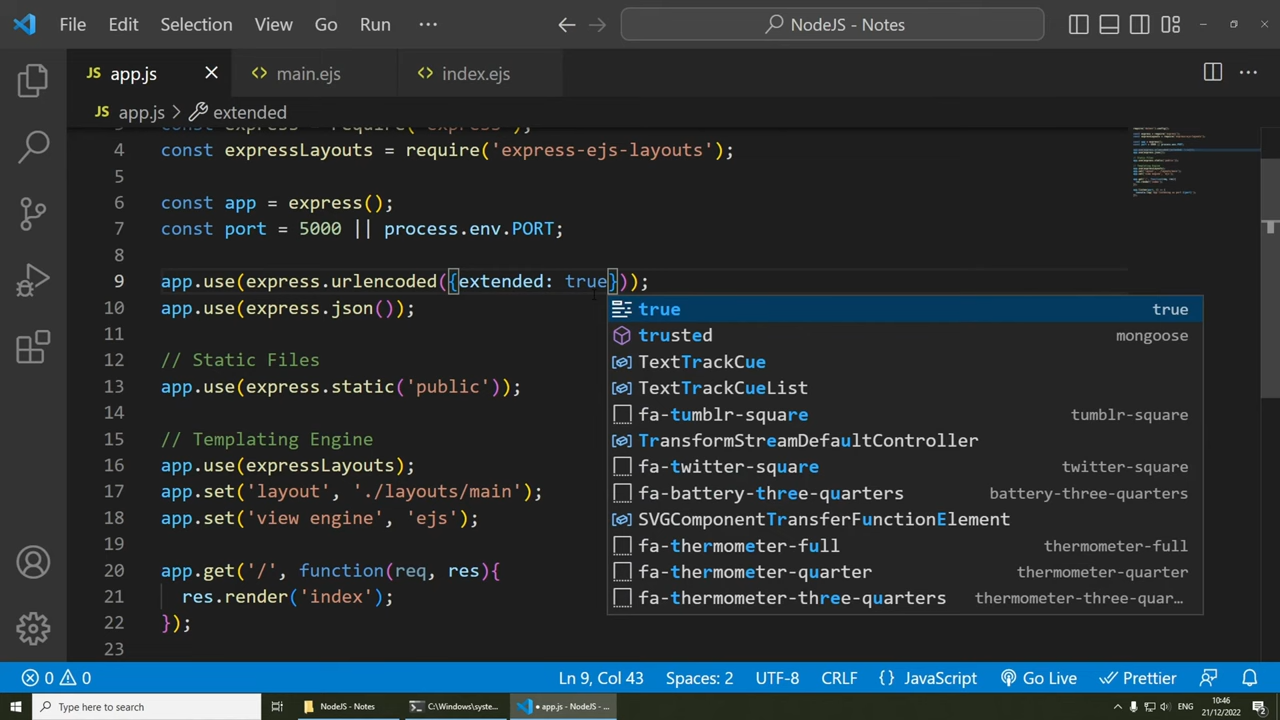 File Edit Selection View Go Run ···
NodeJS - Notes
JS app.js
<> main.ejs
<> index.ejs
JS app.js > extended
3 const express = require('express');
4 const expressLayouts = require('express-ejs-layouts');
5
6 const app = express();
7 const port = 5000 || process.env.PORT;
8
9 app.use(express.urlencoded({extended: true}));
10 app.use(express.json());
11
12 // Static Files
13 app.use(express.static('public'));
14
15 // Templating Engine
16 app.use(expressLayouts);
17 app.set('layout', './layouts/main');
18 app.set('view engine', 'ejs');
19
20 app.get('/', function(req, res){
21 res.render('index');
22 });
23
true true
trusted mongoose
TextTrackCue
TextTrackCueList
fa-tumblr-square tumblr-square
TransformStreamDefaultController
fa-twitter-square twitter-square
fa-battery-three-quarters battery-three-quarters
SVGComponentTransferFunctionElement
fa-thermometer-full thermometer-full
fa-thermometer-quarter thermometer-quarter
fa-thermometer-three-quarters thermometer-three-quar…
0 0 Ln 9, Col 43 Spaces: 2 UTF-8 CRLF {} JavaScript Go Live Prettier
Type here to search
NodeJS - Notes
C:\Windows\syste...
● app.js - NodeJS - ...
ENG
10:46
21/12/2022
2